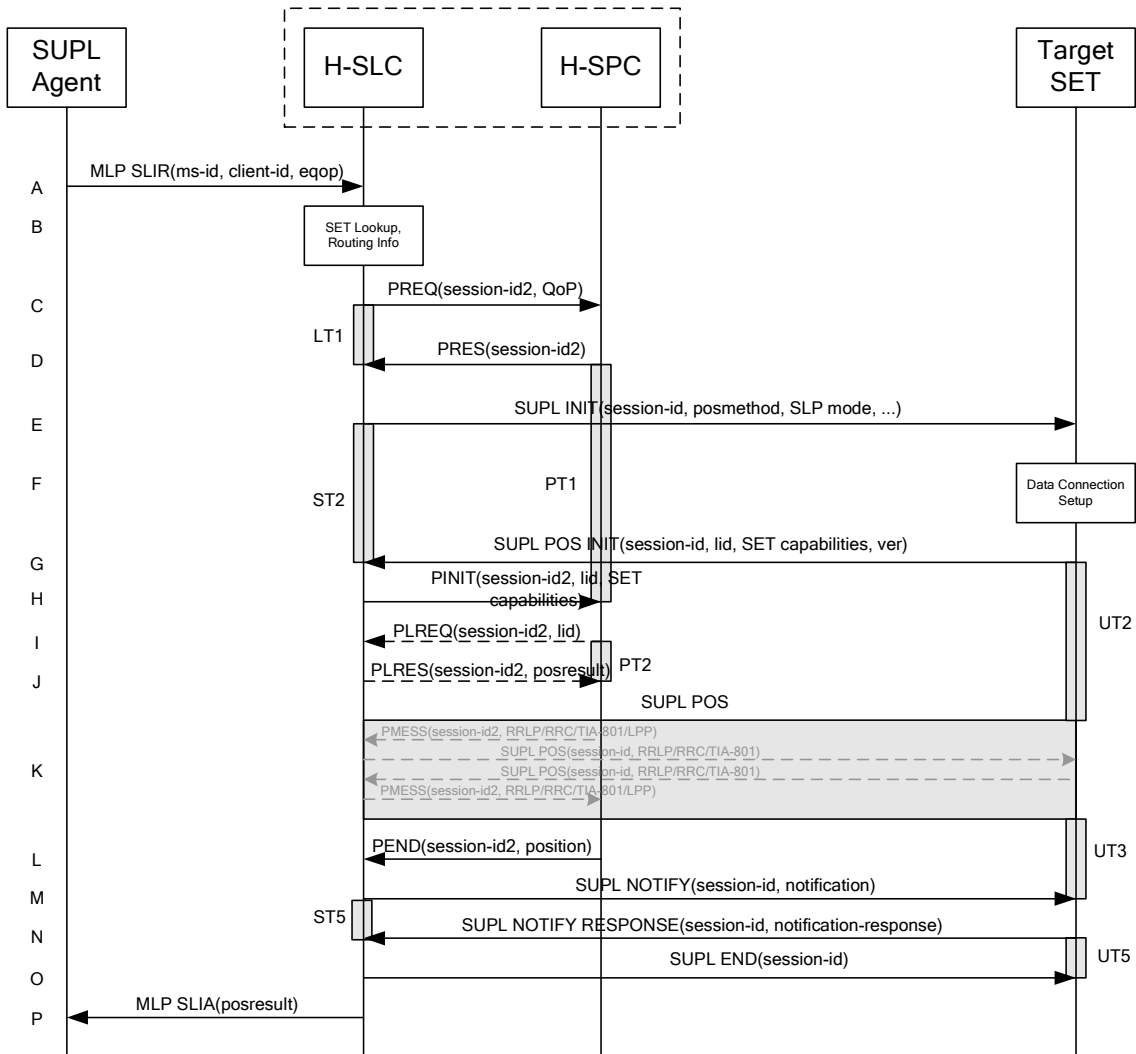 SUPL
Agent
H-SLC
H-SPC
Target
SET
MLP SLIR(ms-id, client-id, eqop)
A
B
SET Lookup,
Routing Info
PREQ(session-id2, QoP)
C
LT1
PRES(session-id2)
D
SUPL INIT(session-id, posmethod, SLP mode, ...)
E
F
ST2
PT1
Data Connection
Setup
SUPL POS INIT(session-id, lid, SET capabilities, ver)
G
PINIT(session-id2, lid, SET
capabilities)
H
PLREQ(session-id2, lid)
I
UT2
PLRES(session-id2, posresult)
PT2
J
SUPL POS
PMESS(session-id2, RRLP/RRC/TIA-801/LPP)
SUPL POS(session-id, RRLP/RRC/TIA-801)
K
SUPL POS(session-id, RRLP/RRC/TIA-801)
PMESS(session-id2, RRLP/RRC/TIA-801/LPP)
PEND(session-id2, position)
L
UT3
SUPL NOTIFY(session-id, notification)
M
ST5
SUPL NOTIFY RESPONSE(session-id, notification-response)
N
SUPL END(session-id)
UT5
O
MLP SLIA(posresult)
P